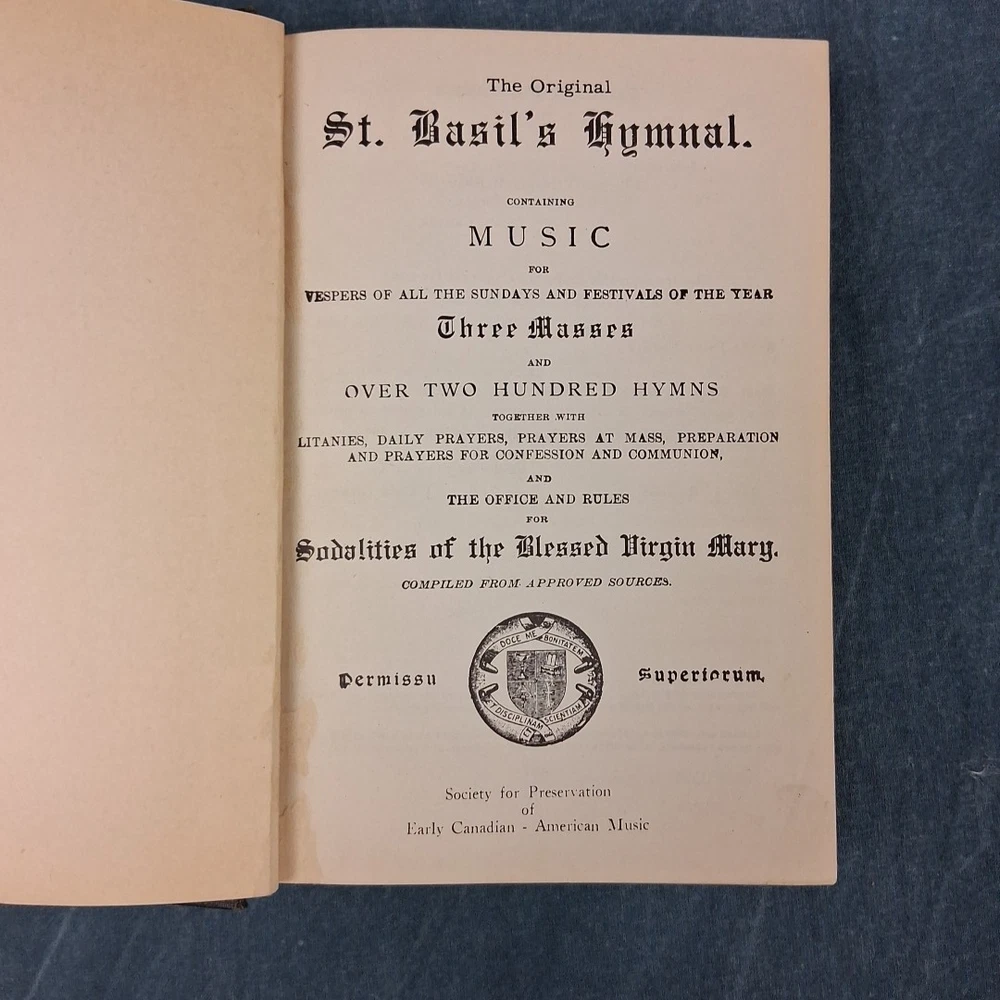 The Original
St. Basil's Hymnal.
CONTAINING
MUSIC
FOR
VESPERS OF ALL THE SUNDAYS AND FESTIVALS OF THE YEAR
Three Masses
AND
OVER TWO HUNDRED HYMNS
TOGETHER WITH
LITANIES, DAILY PRAYERS, PRAYERS AT MASS, PREPARATION
AND PRAYERS FOR CONFESSION AND COMMUNION,
AND
THE OFFICE AND RULES
FOR
Sodalities of the Blessed Virgin Mary.
COMPILED FROM APPROVED SOURCES.
DOCE ME BONITATEM
Permissu Superiorum.
ET DISCIPLINAM SCIENTIAM
Society for Preservation
of
Early Canadian - American Music